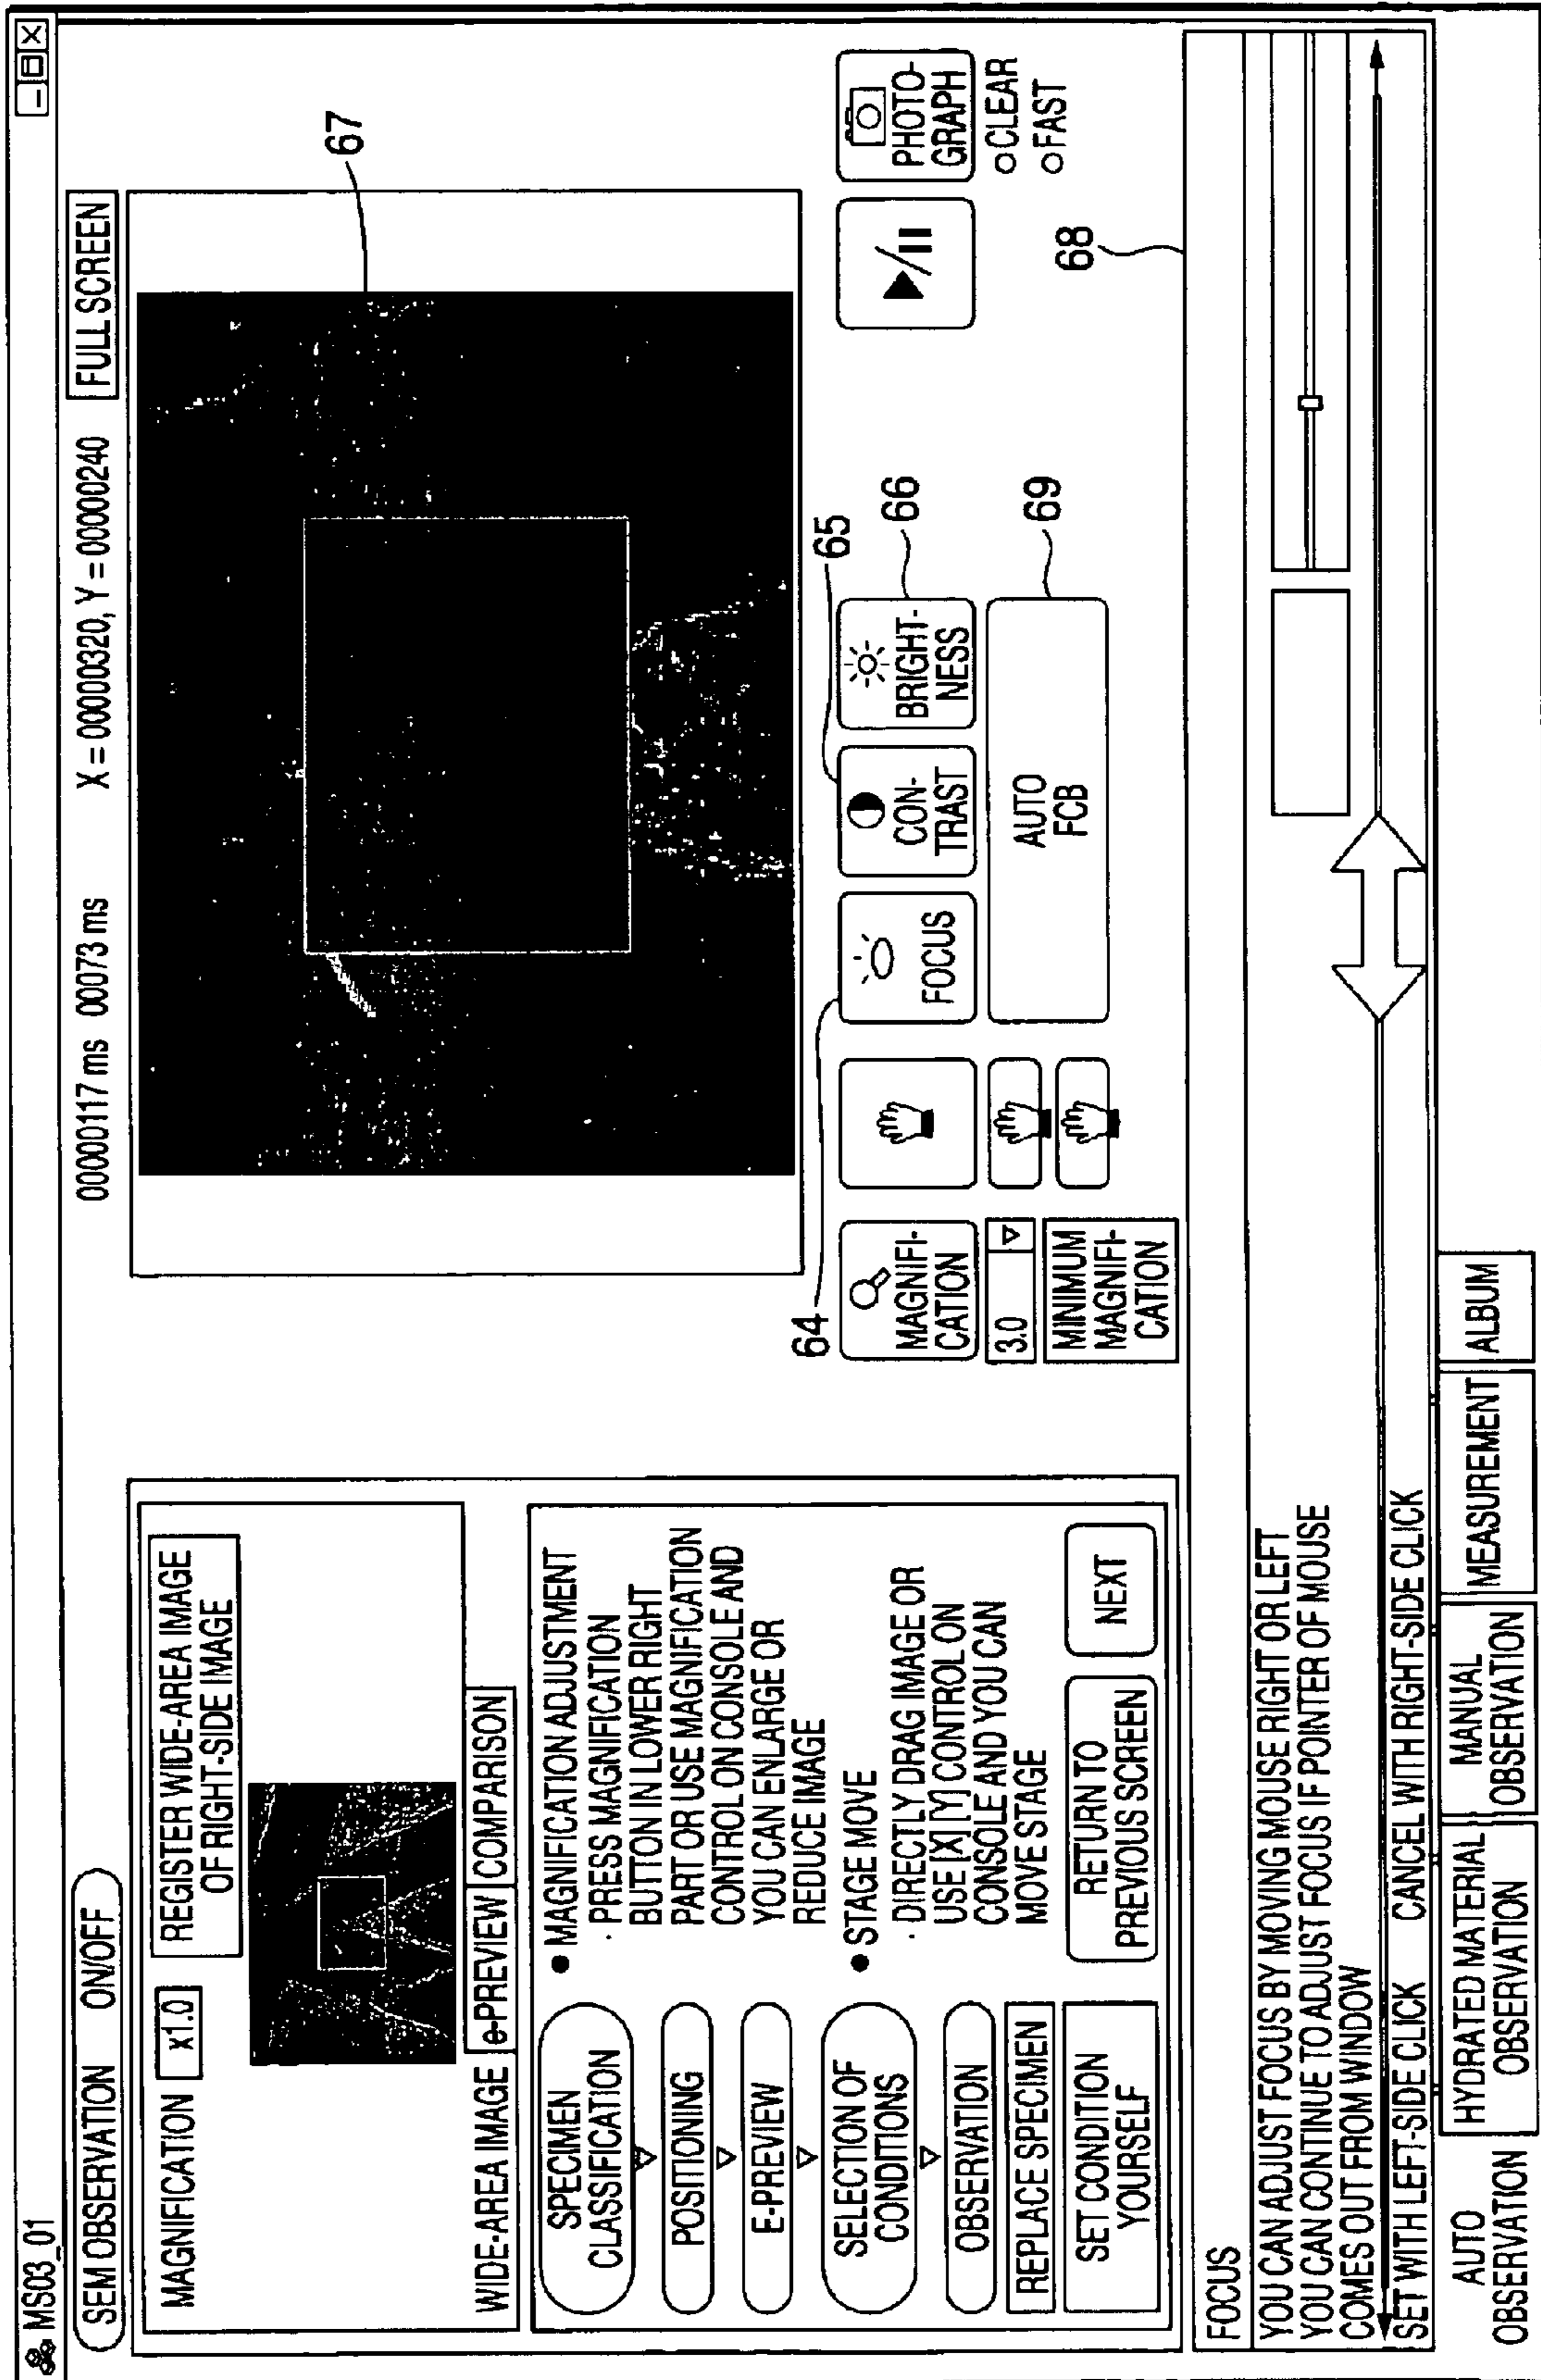 MS03_01
SEM OBSERVATION ON/OFF
MAGNIFICATION x1.0
REGISTER WIDE-AREA IMAGE
OF RIGHT-SIDE IMAGE
WIDE-AREA IMAGE e-PREVIEW COMPARISON
SPECIMEN
CLASSIFICATION
POSITIONING
E-PREVIEW
SELECTION OF
CONDITIONS
OBSERVATION
REPLACE SPECIMEN
SET CONDITION
YOURSELF
● MAGNIFICATION ADJUSTMENT
· PRESS MAGNIFICATION
BUTTON IN LOWER RIGHT
PART OR USE MAGNIFICATION
CONTROL ON CONSOLE AND
YOU CAN ENLARGE OR
REDUCE IMAGE
● STAGE MOVE
· DIRECTLY DRAG IMAGE OR
USE [X] [Y] CONTROL ON
CONSOLE AND YOU CAN
MOVE STAGE
RETURN TO
PREVIOUS SCREEN
NEXT
00000117 ms 00073 ms X = 00000320, Y = 00000240 FULL SCREEN
67
64
MAGNIFI-
CATION
3.0
MINIMUM
MAGNIFI-
CATION
FOCUS
65
CON-
TRAST
66
BRIGHT-
NESS
69
AUTO
FCB
PHOTO-
GRAPH
CLEAR
FAST
68
FOCUS
YOU CAN ADJUST FOCUS BY MOVING MOUSE RIGHT OR LEFT
YOU CAN CONTINUE TO ADJUST FOCUS IF POINTER OF MOUSE
COMES OUT FROM WINDOW
SET WITH LEFT-SIDE CLICK CANCEL WITH RIGHT-SIDE CLICK
AUTO
OBSERVATION
HYDRATED MATERIAL
OBSERVATION
MANUAL
OBSERVATION
MEASUREMENT
ALBUM